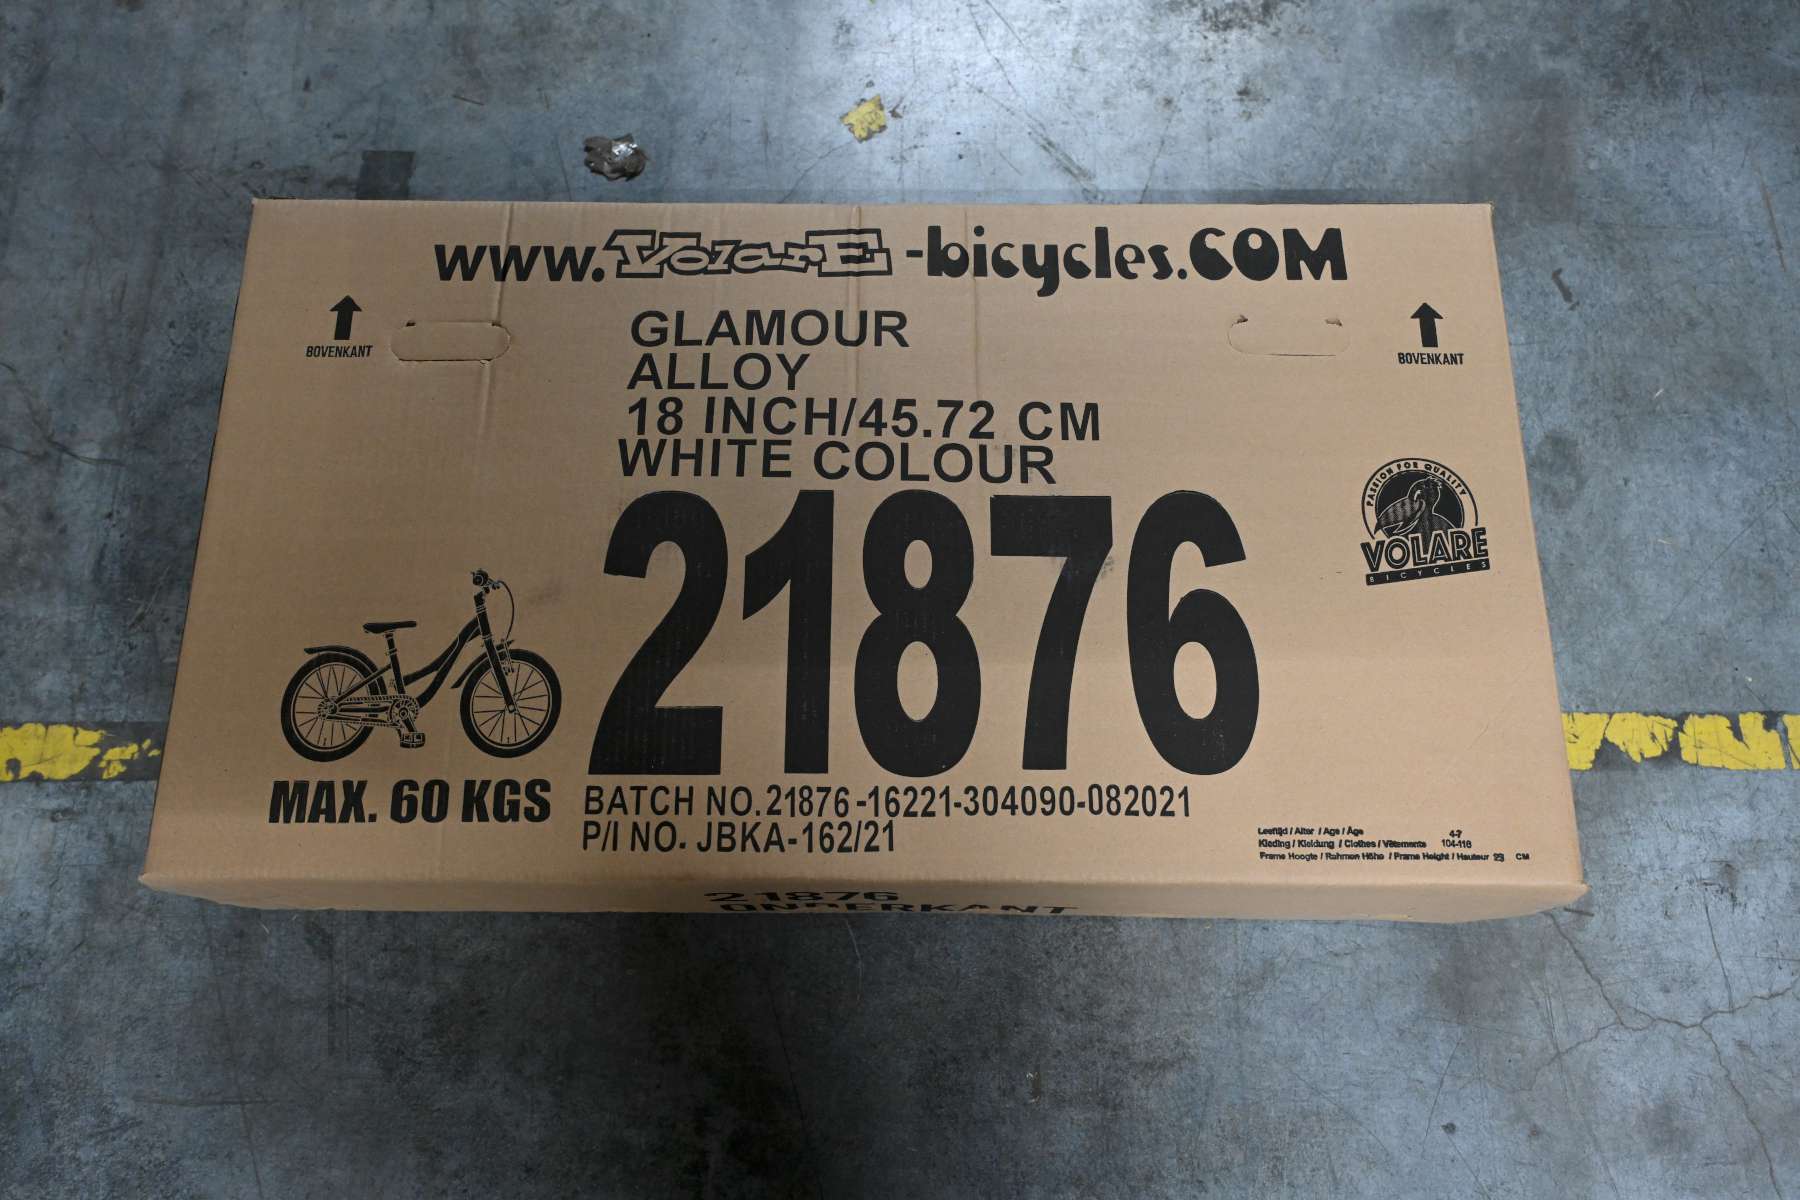 www.VolarE-bicycles.COM
BOVENKANT
BOVENKANT
GLAMOUR
ALLOY
18 INCH/45.72 CM
WHITE COLOUR
21876
PASSION FOR QUALITY
VOLARE
BICYCLES
MAX. 60 KGS
BATCH NO. 21876-16221-304090-082021
P/I NO. JBKA-162/21
Leeftijd / Alter / Age / Âge 4-7
Kleding / Kleidung / Clothes / Vêtements 104-116
Frame Hoogte / Rahmen Höhe / Frame Height / Hauteur 23 CM
21876
ONDERKANT